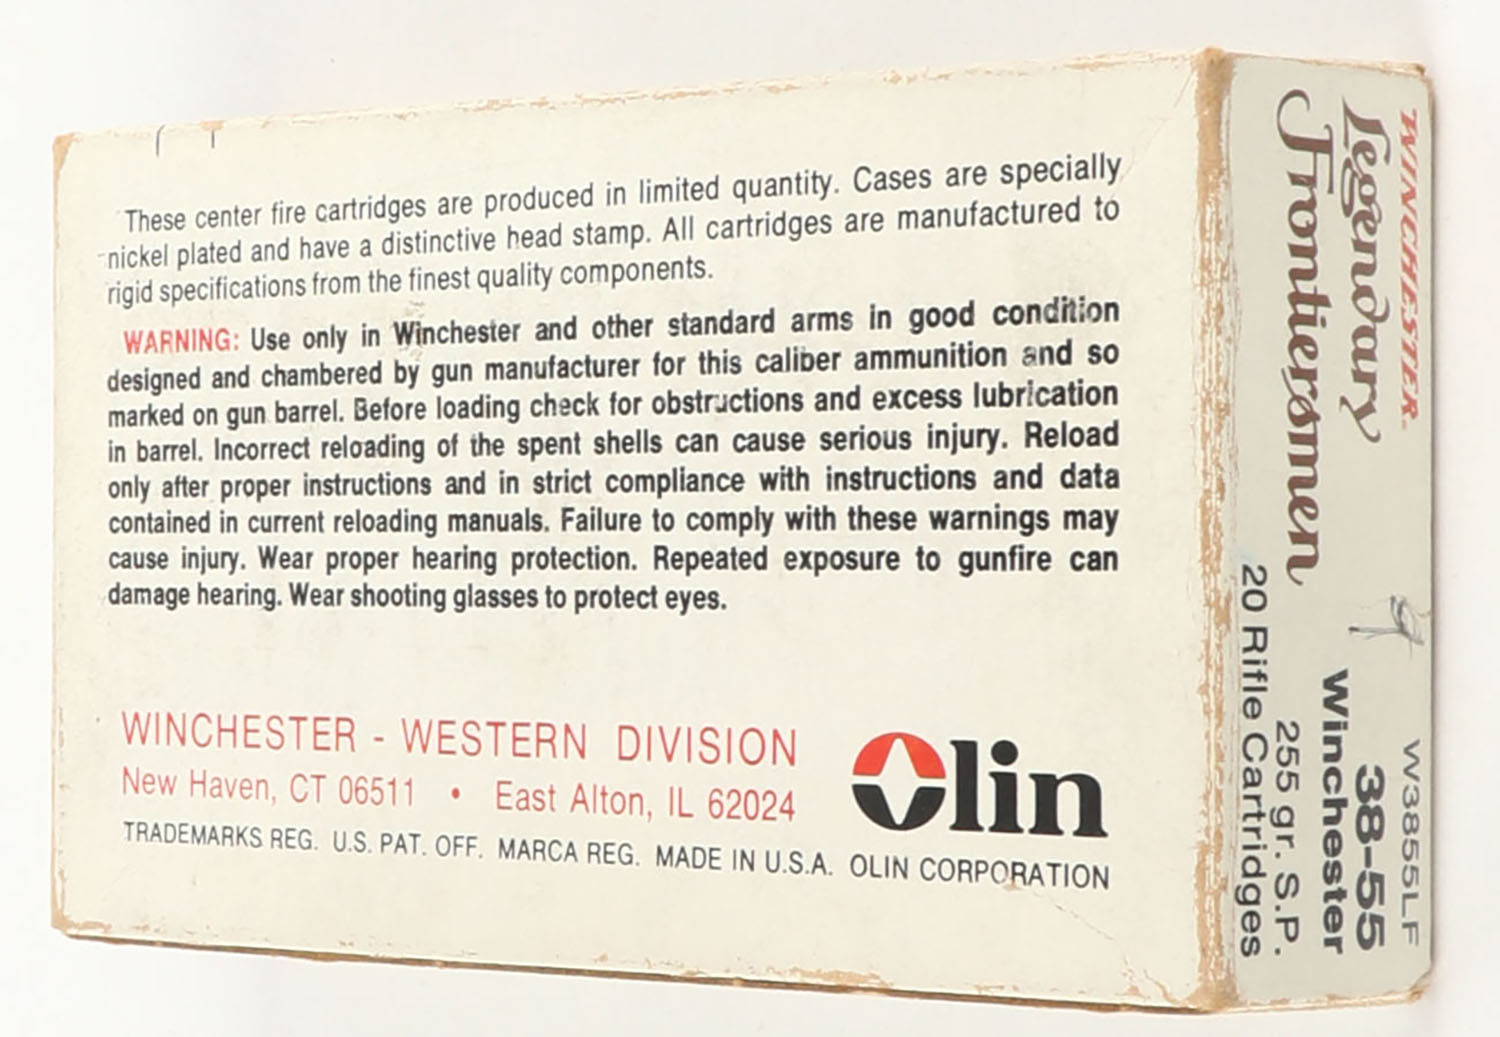 These center fire cartridges are produced in limited quantity. Cases are specially
nickel plated and have a distinctive head stamp. All cartridges are manufactured to
rigid specifications from the finest quality components.
WARNING: Use only in Winchester and other standard arms in good condition
designed and chambered by gun manufacturer for this caliber ammunition and so
marked on gun barrel. Before loading check for obstructions and excess lubrication
in barrel. Incorrect reloading of the spent shells can cause serious injury. Reload
only after proper instructions and in strict compliance with instructions and data
contained in current reloading manuals. Failure to comply with these warnings may
cause injury. Wear proper hearing protection. Repeated exposure to gunfire can
damage hearing. Wear shooting glasses to protect eyes.
WINCHESTER - WESTERN DIVISION
New Haven, CT 06511 • East Alton, IL 62024
Olin
TRADEMARKS REG. U.S. PAT. OFF. MARCA REG. MADE IN U.S.A. OLIN CORPORATION
WINCHESTER
Legendary
Frontiersmen
W3855LF
38-55
Winchester
255 gr. S.P.
20 Rifle Cartridges